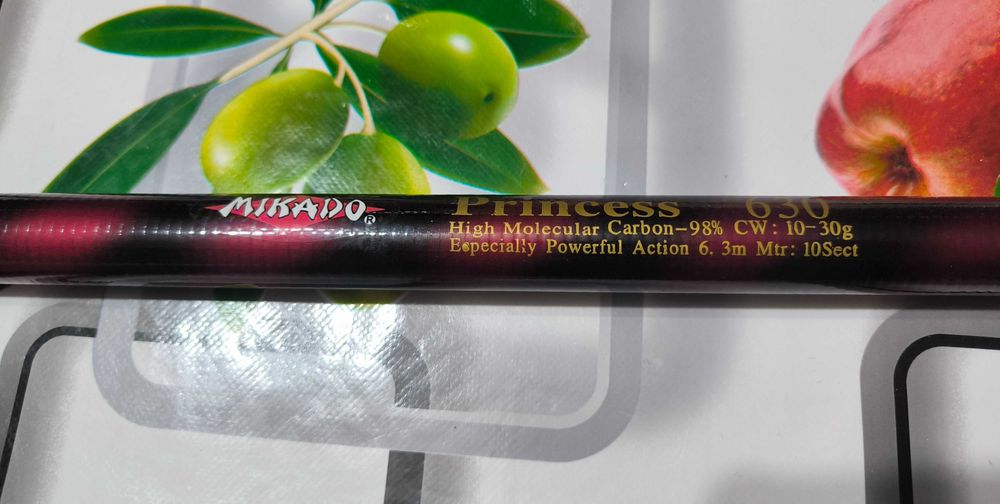 MIKADO®
Princess 630
High Molecular Carbon-98% CW: 10-30g
Especially Powerful Action 6. 3m Mtr: 10Sect